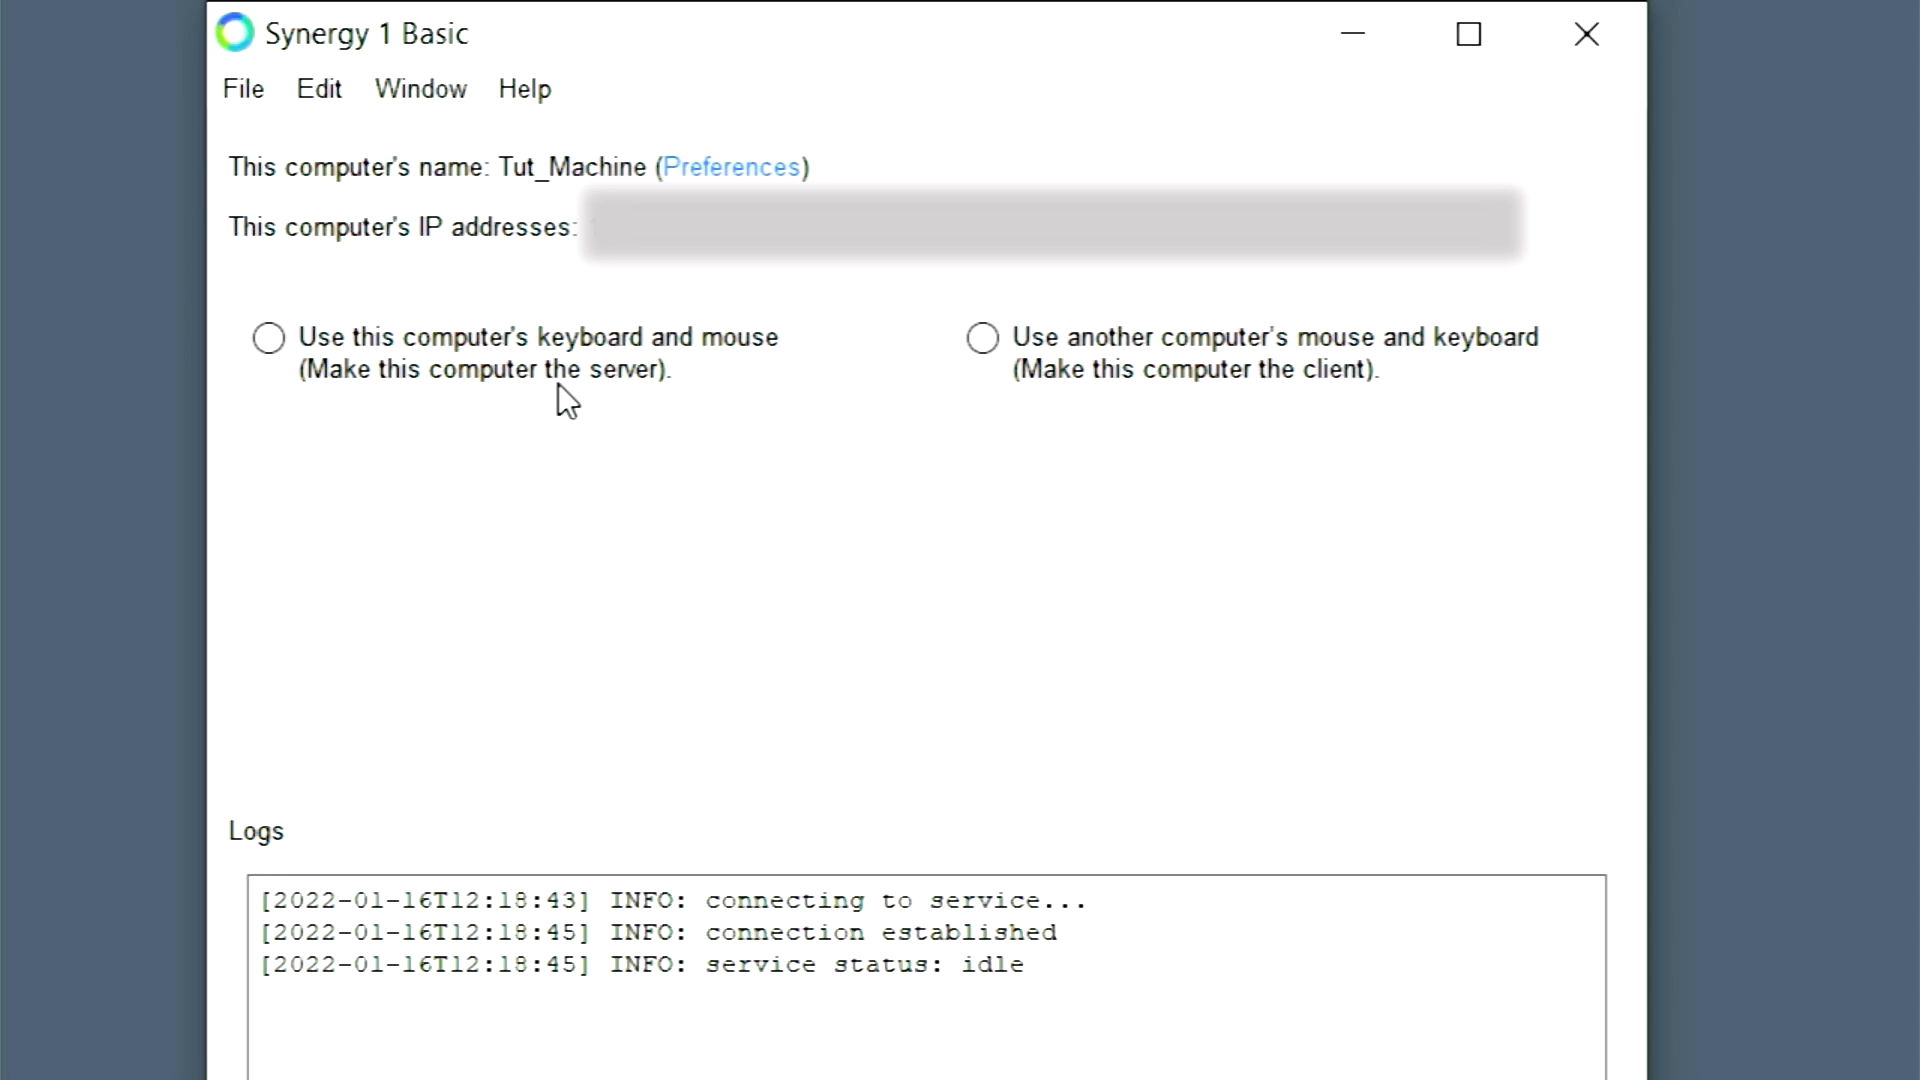 Synergy 1 Basic
File Edit Window Help
This computer's name: Tut_Machine (Preferences)
This computer's IP addresses:
Use this computer's keyboard and mouse
(Make this computer the server).
Use another computer's mouse and keyboard
(Make this computer the client).
Logs
[2022-01-16T12:18:43] INFO: connecting to service...
[2022-01-16T12:18:45] INFO: connection established
[2022-01-16T12:18:45] INFO: service status: idle